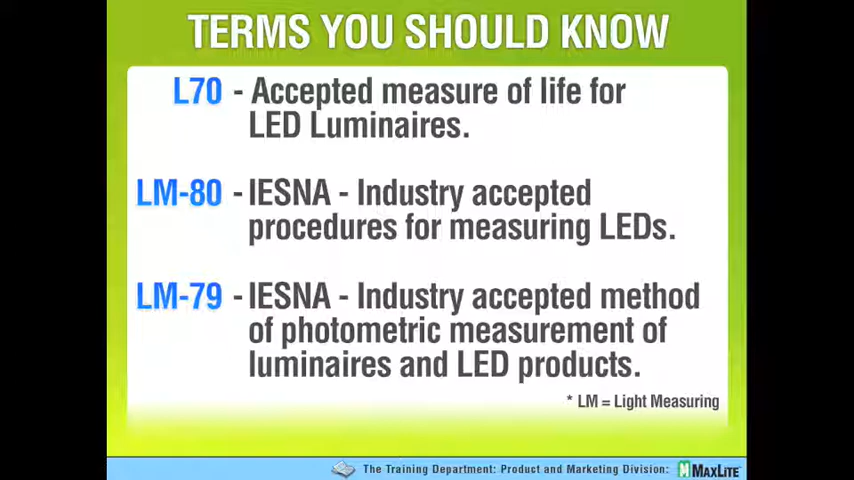 TERMS YOU SHOULD KNOW
L70 - Accepted measure of life for
LED Luminaires.
LM-80 - IESNA - Industry accepted
procedures for measuring LEDs.
LM-79 - IESNA - Industry accepted method
of photometric measurement of
luminaires and LED products.
* LM = Light Measuring
The Training Department: Product and Marketing Division: MAXLITE